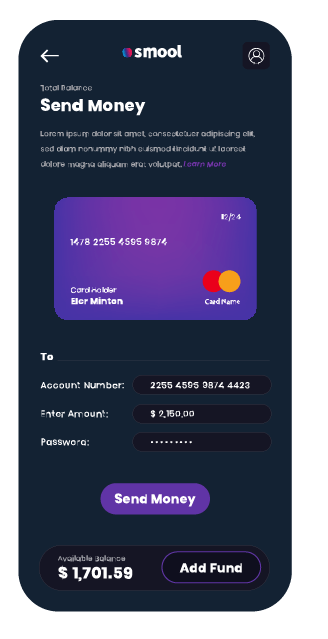 smool
Total Balance
Send Money
Lorem ipsum dolor sit amet, consectetuer adipiscing elit,
sed diam nonummy nibh euismod tincidunt ut laoreet
dolore magna aliquam erat volutpat. Learn More
12/24
1478 2255 4595 9874
Card Holder
Elar Minton
Card Name
To
Account Number:
2255 4595 9874 4423
Enter Amount:
$ 2,150.00
Password:
•••••••••
Send Money
Available Balance
$ 1,701.59
Add Fund